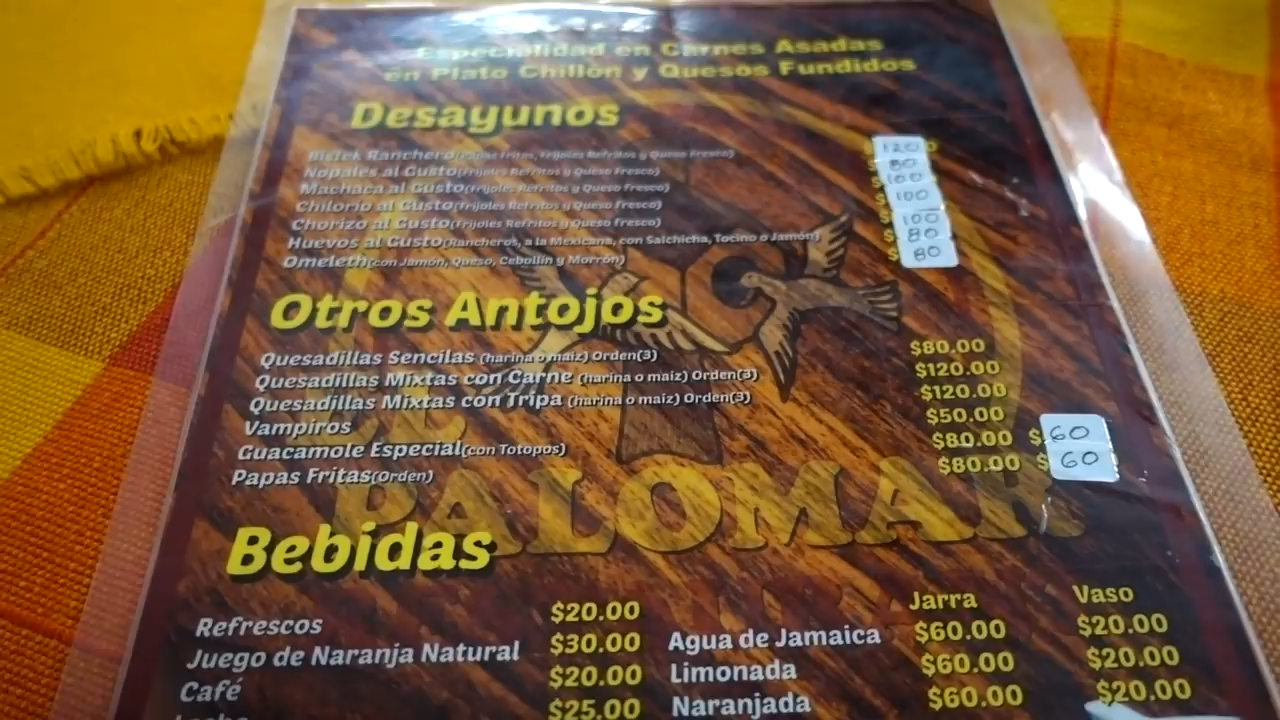 Especialidad en Carnes Asadas
en Plato Chillón y Quesos Fundidos
Desayunos
Bistek Ranchero (Papas Fritas, Frijoles Refritos y Queso Fresco) $ 120
Nopales al Gusto (Frijoles Refritos y Queso Fresco) $ 80
Machaca al Gusto (Frijoles Refritos y Queso fresco) $ 100
Chilorio al Gusto (Frijoles Refritos y Queso fresco) $ 100
Chorizo al Gusto (Frijoles Refritos y Queso fresco) $ 100
Huevos al Gusto (Rancheros, a la Mexicana, con Salchicha, Tocino o Jamón) $ 80
Omeleth (con Jamón, Queso, Cebollín y Morrón) $ 80
Otros Antojos
Quesadillas Sencilas (harina o maiz) Orden(3) $80.00
Quesadillas Mixtas con Carne (harina o maiz) Orden(3) $120.00
Quesadillas Mixtas con Tripa (harina o maiz) Orden(3) $120.00
Vampiros $50.00
Guacamole Especial (con Totopos) $80.00 $ 60
Papas Fritas (Orden) $80.00 $ 60
EL
PALOMAR
Bebidas
Jarra Vaso
Refrescos $20.00 Agua de Jamaica $60.00 $20.00
Juego de Naranja Natural $30.00 Limonada $60.00 $20.00
Café $20.00 Naranjada $60.00 $20.00
$25.00